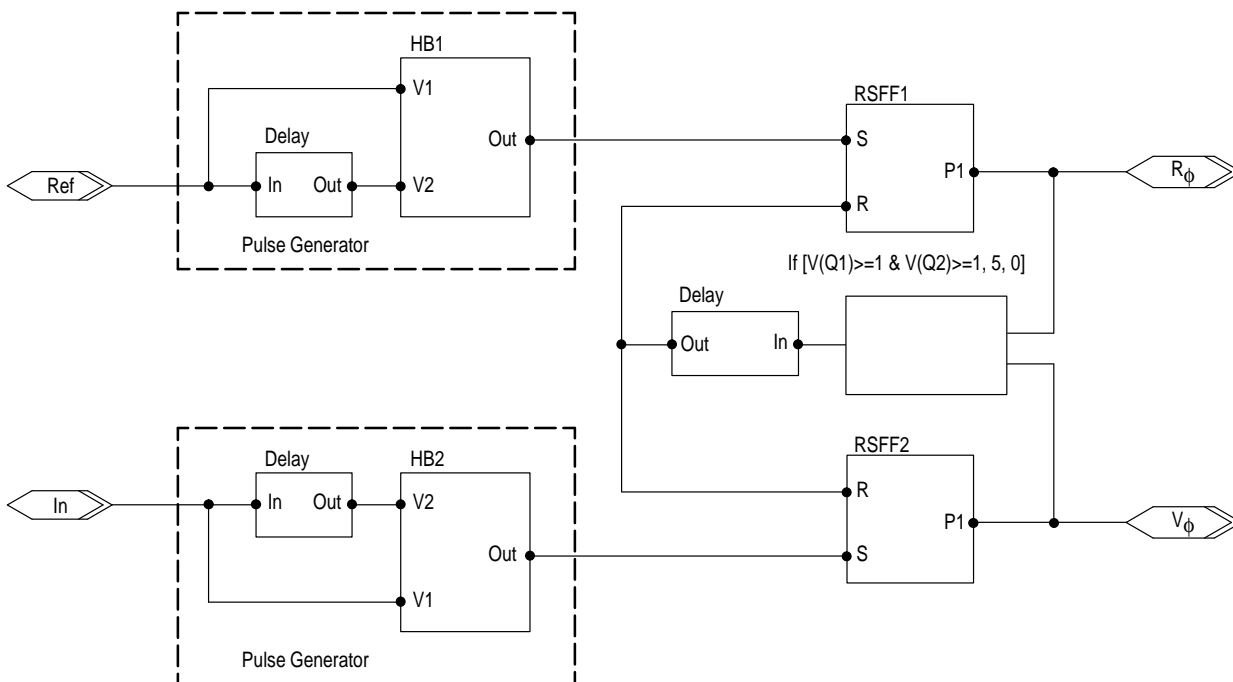 HB1
V1
Delay
RSFF1
Out
S
Ref
In
Out
V2
P1
Rϕ
R
Pulse Generator
If [V(Q1)>=1 & V(Q2)>=1, 5, 0]
Delay
Out
In
Delay
HB2
RSFF2
In
In
Out
V2
R
P1
Vϕ
Out
S
V1
Pulse Generator